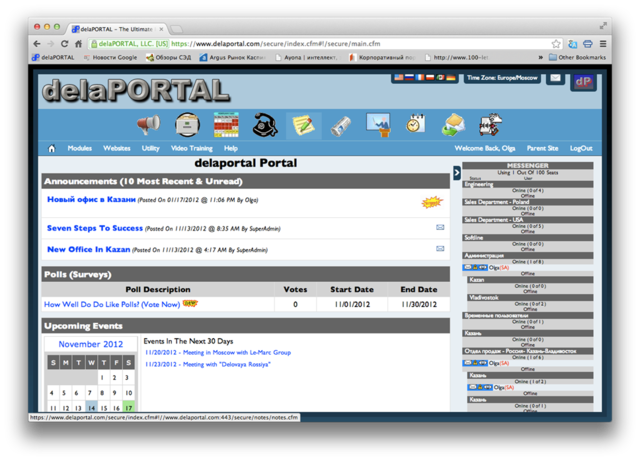 delaPORTAL – The Ultimate
delaPORTAL, LLC. [US] https://www.delaportal.com/secure/index.cfm#!/secure/main.cfm
delaPORTAL Новости Google Обзоры СЭД Argus Рынок Каспи Ayona | интеллект. Корпоративный по http://www.100-let Other Bookmarks
delaPORTAL
Time Zone: Europe/Moscow
dP
Modules Websites Utility Video Training Help Welcome Back, Olga Parent Site LogOut
delaportal Portal
Announcements (10 Most Recent & Unread)
Новый офис в Казани (Posted On 01/17/2012 @ 11:06 PM By Olga)
Seven Steps To Success (Posted On 11/13/2012 @ 8:35 AM By SuperAdmin)
New Office In Kazan (Posted On 11/13/2012 @ 4:17 AM By SuperAdmin)
Polls (Surveys)
Poll Description Votes Start Date End Date
How Well Do Do Like Polls? (Vote Now) 0 11/01/2012 11/30/2012
Upcoming Events
November 2012
S M T W T F S
1 2 3
4 5 6 7 8 9 10
11 12 13 14 15 16 17
Events In The Next 30 Days
11/20/2012 - Meeting in Moscow with Le-Marc Group
11/23/2012 - Meeting with "Delovaya Rossiya"
MESSENGER
Using 1 Out Of 100 Seats
Status User
Engineering
Online (0 of 4)
Offline
Sales Department - Poland
Online (0 of 0)
Offline
Sales Department - USA
Online (0 of 3)
Offline
Softline
Online (0 of 0)
Offline
Администрация
Online (1 of 8)
Olga(SA)
Offline
Kazan
Online (0 of 0)
Offline
Vladivostok
Online (0 of 2)
Offline
Временные пользователи
Online (0 of 1)
Offline
Казань
Online (0 of 1)
Offline
Отдел продаж - Россия- Казань-Владивосток
Online (1 of 6)
Olga(SA)
Offline
Казань
Online (1 of 2)
Olga(SA)
Offline
Казань
Online (0 of 1)
Offline
https://www.delaportal.com/secure/index.cfm#!//www.delaportal.com:443/secure/notes/notes.cfm